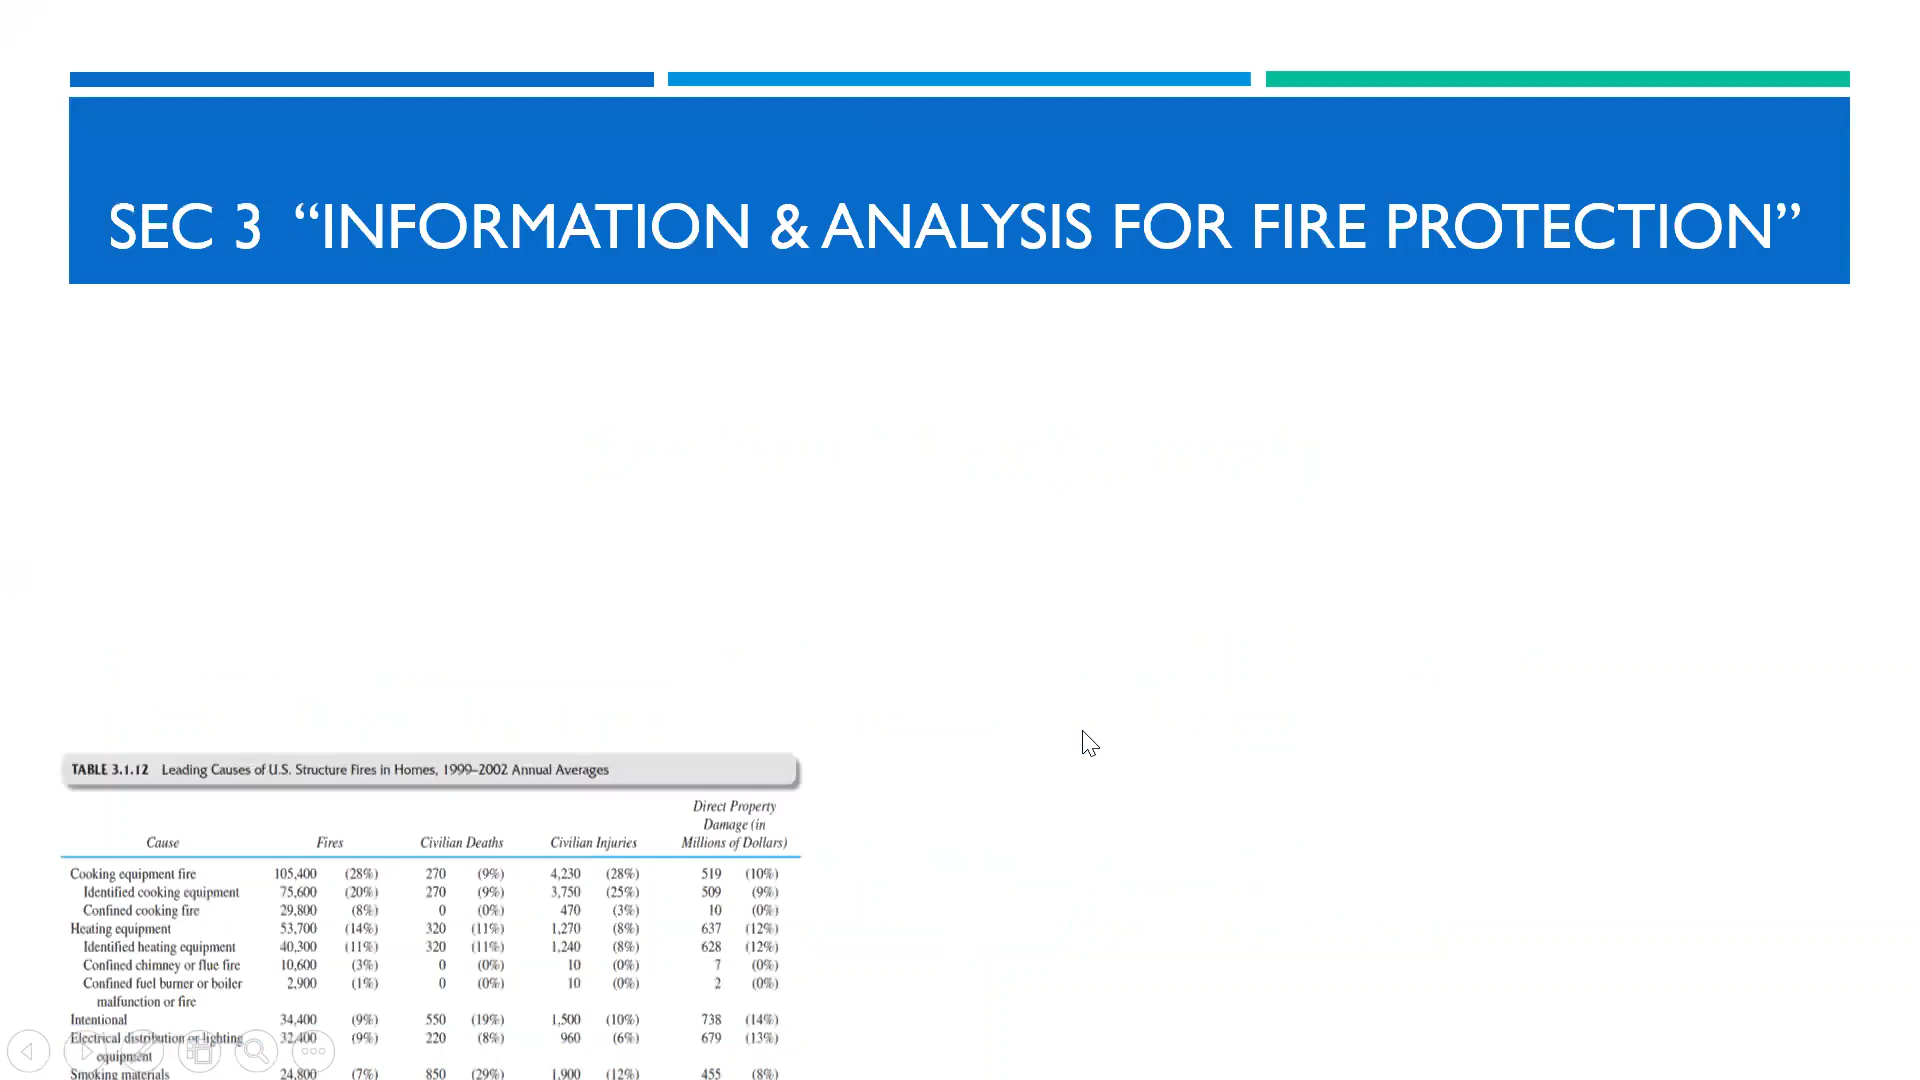 SEC 3 “INFORMATION & ANALYSIS FOR FIRE PROTECTION”
TABLE 3.1.12 Leading Causes of U.S. Structure Fires in Homes, 1999–2002 Annual Averages
Direct Property
Damage (in
Cause Fires Civilian Deaths Civilian Injuries Millions of Dollars)
Cooking equipment fire 105,400 (28%) 270 (9%) 4,230 (28%) 519 (10%)
Identified cooking equipment 75,600 (20%) 270 (9%) 3,750 (25%) 509 (9%)
Confined cooking fire 29,800 (8%) 0 (0%) 470 (3%) 10 (0%)
Heating equipment 53,700 (14%) 320 (11%) 1,270 (8%) 637 (12%)
Identified heating equipment 40,300 (11%) 320 (11%) 1,240 (8%) 628 (12%)
Confined chimney or flue fire 10,600 (3%) 0 (0%) 10 (0%) 7 (0%)
Confined fuel burner or boiler 2,900 (1%) 0 (0%) 10 (0%) 2 (0%)
malfunction or fire
Intentional 34,400 (9%) 550 (19%) 1,500 (10%) 738 (14%)
Electrical distribution or lighting 32,400 (9%) 220 (8%) 960 (6%) 679 (13%)
equipment
Smoking materials 24,800 (7%) 850 (29%) 1,900 (12%) 455 (8%)